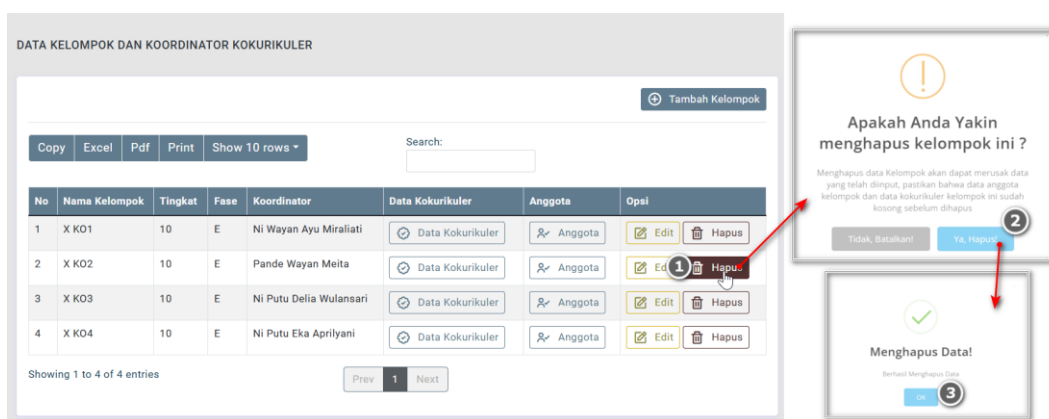 DATA KELOMPOK DAN KOORDINATOR KOKURIKULER
Tambah Kelompok
Copy Excel Pdf Print Show 10 rows
Search:
No Nama Kelompok Tingkat Fase Koordinator Data Kokurikuler Anggota Opsi
1 X KO1 10 E Ni Wayan Ayu Miraliati Data Kokurikuler Anggota Edit Hapus
2 X KO2 10 E Pande Wayan Meita Data Kokurikuler Anggota Ed 1 Hapus
3 X KO3 10 E Ni Putu Delia Wulansari Data Kokurikuler Anggota Edit Hapus
4 X KO4 10 E Ni Putu Eka Aprilyani Data Kokurikuler Anggota Edit Hapus
Showing 1 to 4 of 4 entries
Prev 1 Next
Apakah Anda Yakin
menghapus kelompok ini ?
Menghapus data Kelompok akan dapat merusak data
yang telah diinput, pastikan bahwa data anggota
kelompok dan data kokurikuler kelompok ini sudah
kosong sebelum dihapus
2
Tidak, Batalkan! Ya, Hapus!
Menghapus Data!
Berhasil Menghapus Data
OK 3